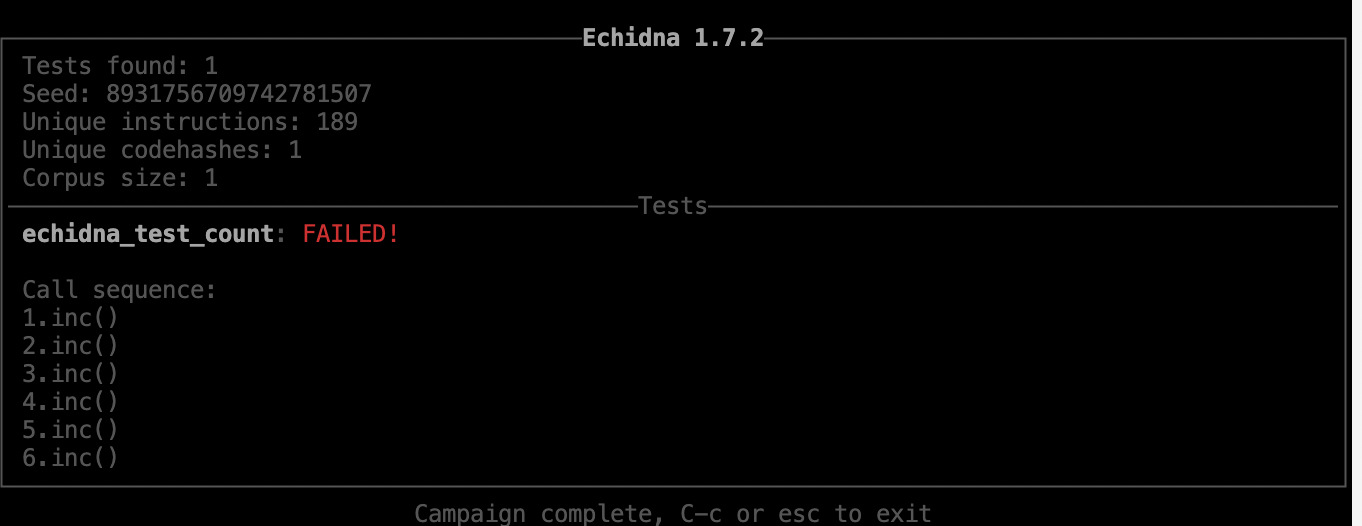 Echidna 1.7.2
Tests found: 1
Seed: 8931756709742781507
Unique instructions: 189
Unique codehashes: 1
Corpus size: 1
Tests
echidna_test_count: FAILED!
Call sequence:
1.inc()
2.inc()
3.inc()
4.inc()
5.inc()
6.inc()
Campaign complete, C-c or esc to exit